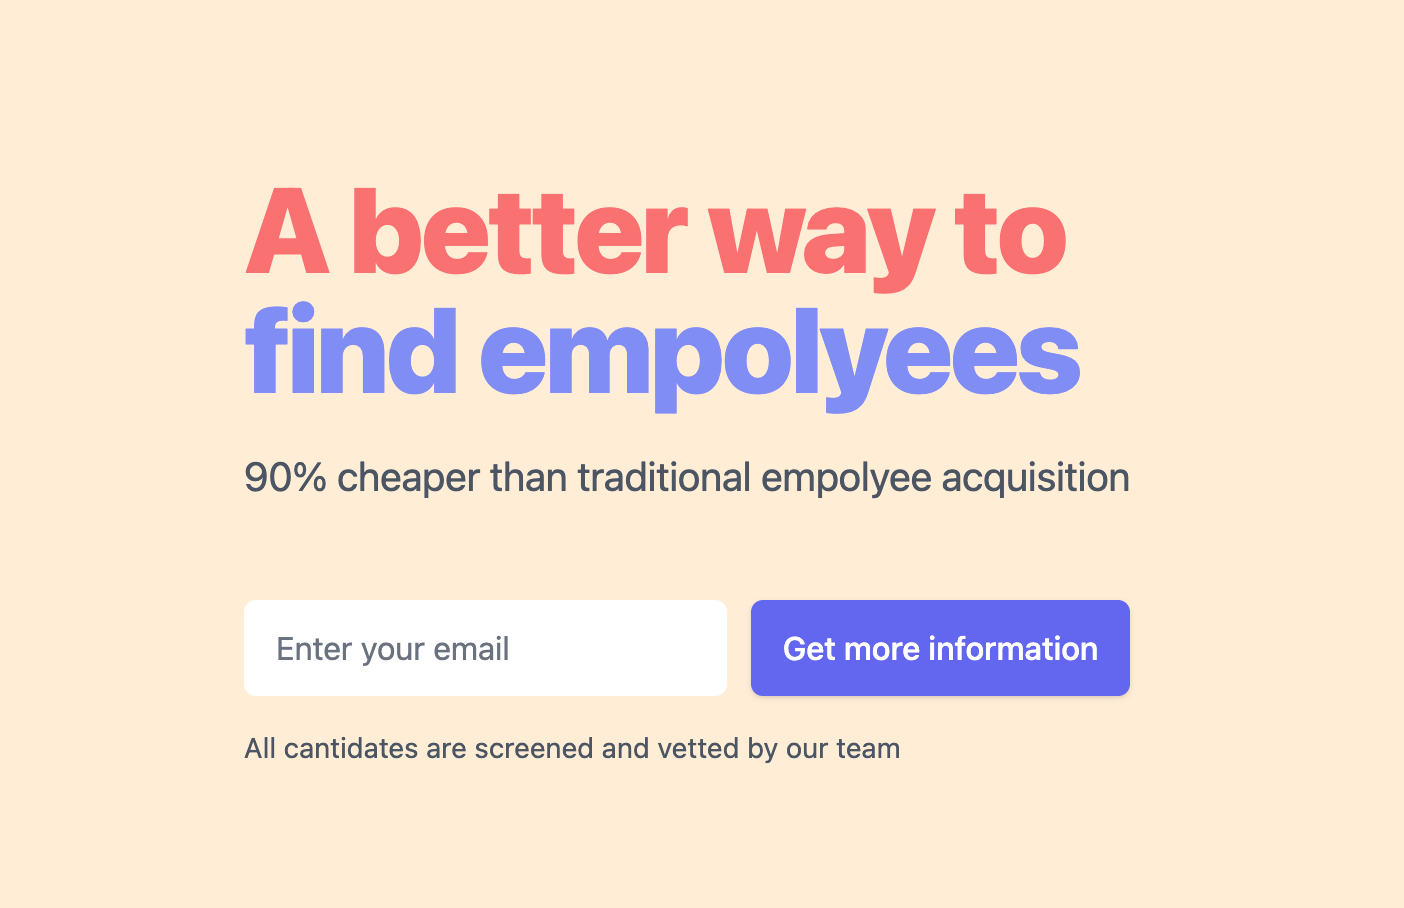 A better way to
find empolyees
90% cheaper than traditional empolyee acquisition
Enter your email
Get more information
All cantidates are screened and vetted by our team